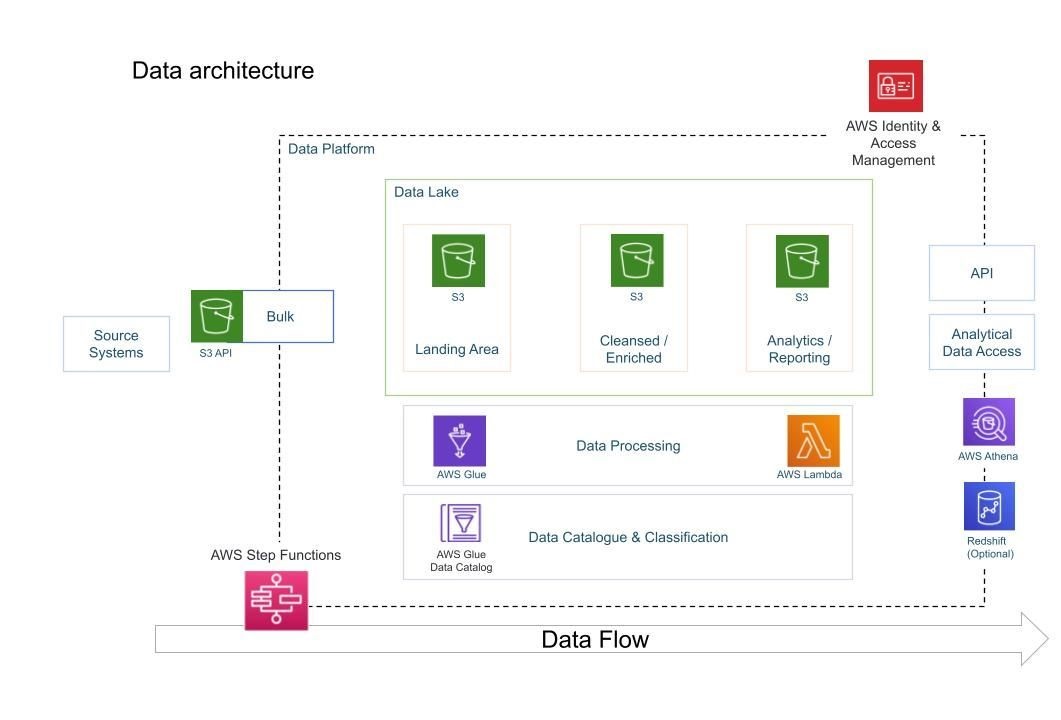 Data architecture
AWS Identity &
Access
Management
Data Platform
Data Lake
S3
S3
S3
Landing Area
Cleansed /
Enriched
Analytics /
Reporting
API
Bulk
S3 API
Source
Systems
Analytical
Data Access
AWS Glue
Data Processing
AWS Lambda
AWS Athena
AWS Glue
Data Catalog
Data Catalogue & Classification
Redshift
(Optional)
AWS Step Functions
Data Flow